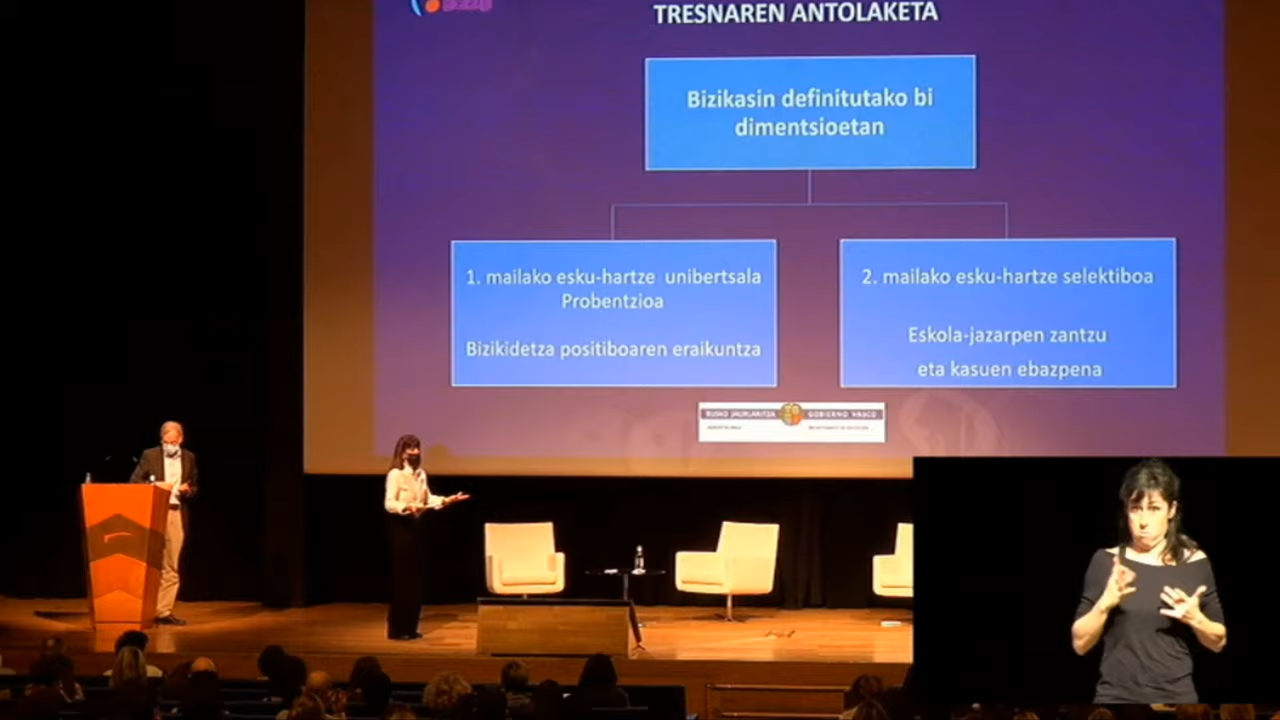 TRESNAREN ANTOLAKETA
Bizikasin definitutako bi
dimentsioetan
1. mailako esku-hartze unibertsala
Probentzioa
Bizikidetza positiboaren eraikuntza
2. mailako esku-hartze selektiboa
Eskola-jazarpen zantzu
eta kasuen ebazpena
EUSKO JAURLARITZA
GOBIERNO VASCO